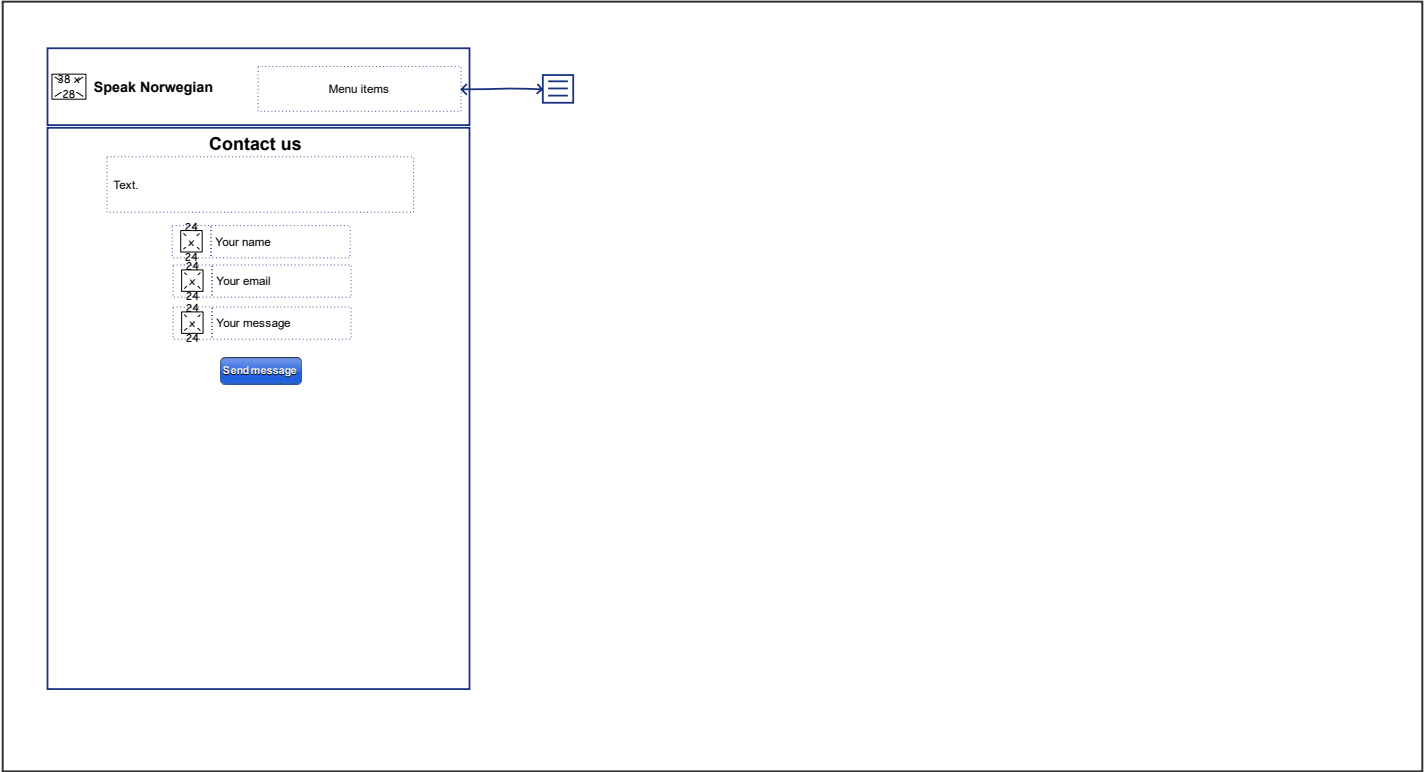 38 x
28
Speak Norwegian
Menu items
Contact us
Text.
24
x
24
Your name
24
x
24
Your email
24
x
24
Your message
Send message